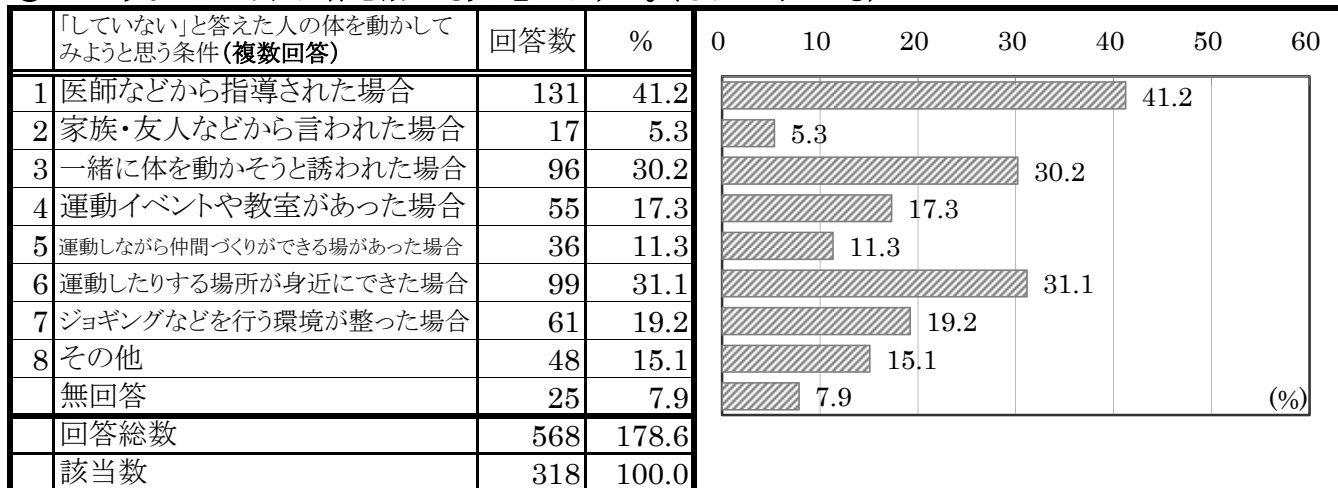 「していない」と答えた人の体を動かして
みようと思う条件(複数回答) 回答数 %
0 10 20 30 40 50 60
1 医師などから指導された場合 131 41.2 41.2
2 家族・友人などから言われた場合 17 5.3 5.3
3 一緒に体を動かそうと誘われた場合 96 30.2 30.2
4 運動イベントや教室があった場合 55 17.3 17.3
5 運動しながら仲間づくりができる場があった場合 36 11.3 11.3
6 運動したりする場所が身近にできた場合 99 31.1 31.1
7 ジョギングなどを行う環境が整った場合 61 19.2 19.2
8 その他 48 15.1 15.1
無回答 25 7.9 7.9 (%)
回答総数 568 178.6
該当数 318 100.0